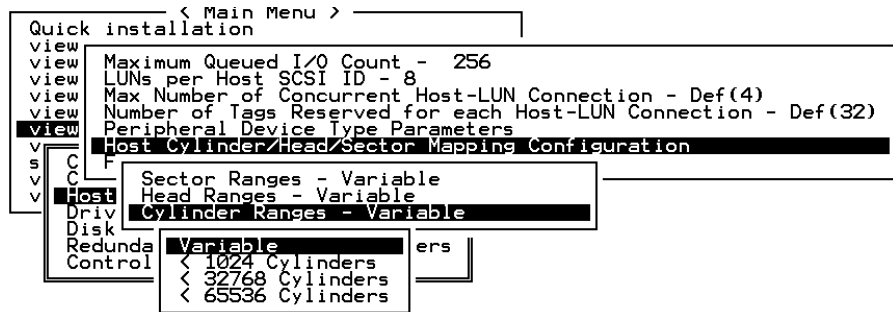 < Main Menu >
Quick installation
view
view
view
view
view
view
v
s
v
v
Maximum Queued I/O Count -  256
LUNs per Host SCSI ID - 8
Max Number of Concurrent Host-LUN Connection - Def(4)
Number of Tags Reserved for each Host-LUN Connection - Def(32)
Peripheral Device Type Parameters
Host Cylinder/Head/Sector Mapping Configuration
F
C
C
Host
Driv
Disk
Redunda ers
Control
Sector Ranges - Variable
Head Ranges - Variable
Cylinder Ranges - Variable
Variable
< 1024 Cylinders
< 32768 Cylinders
< 65536 Cylinders